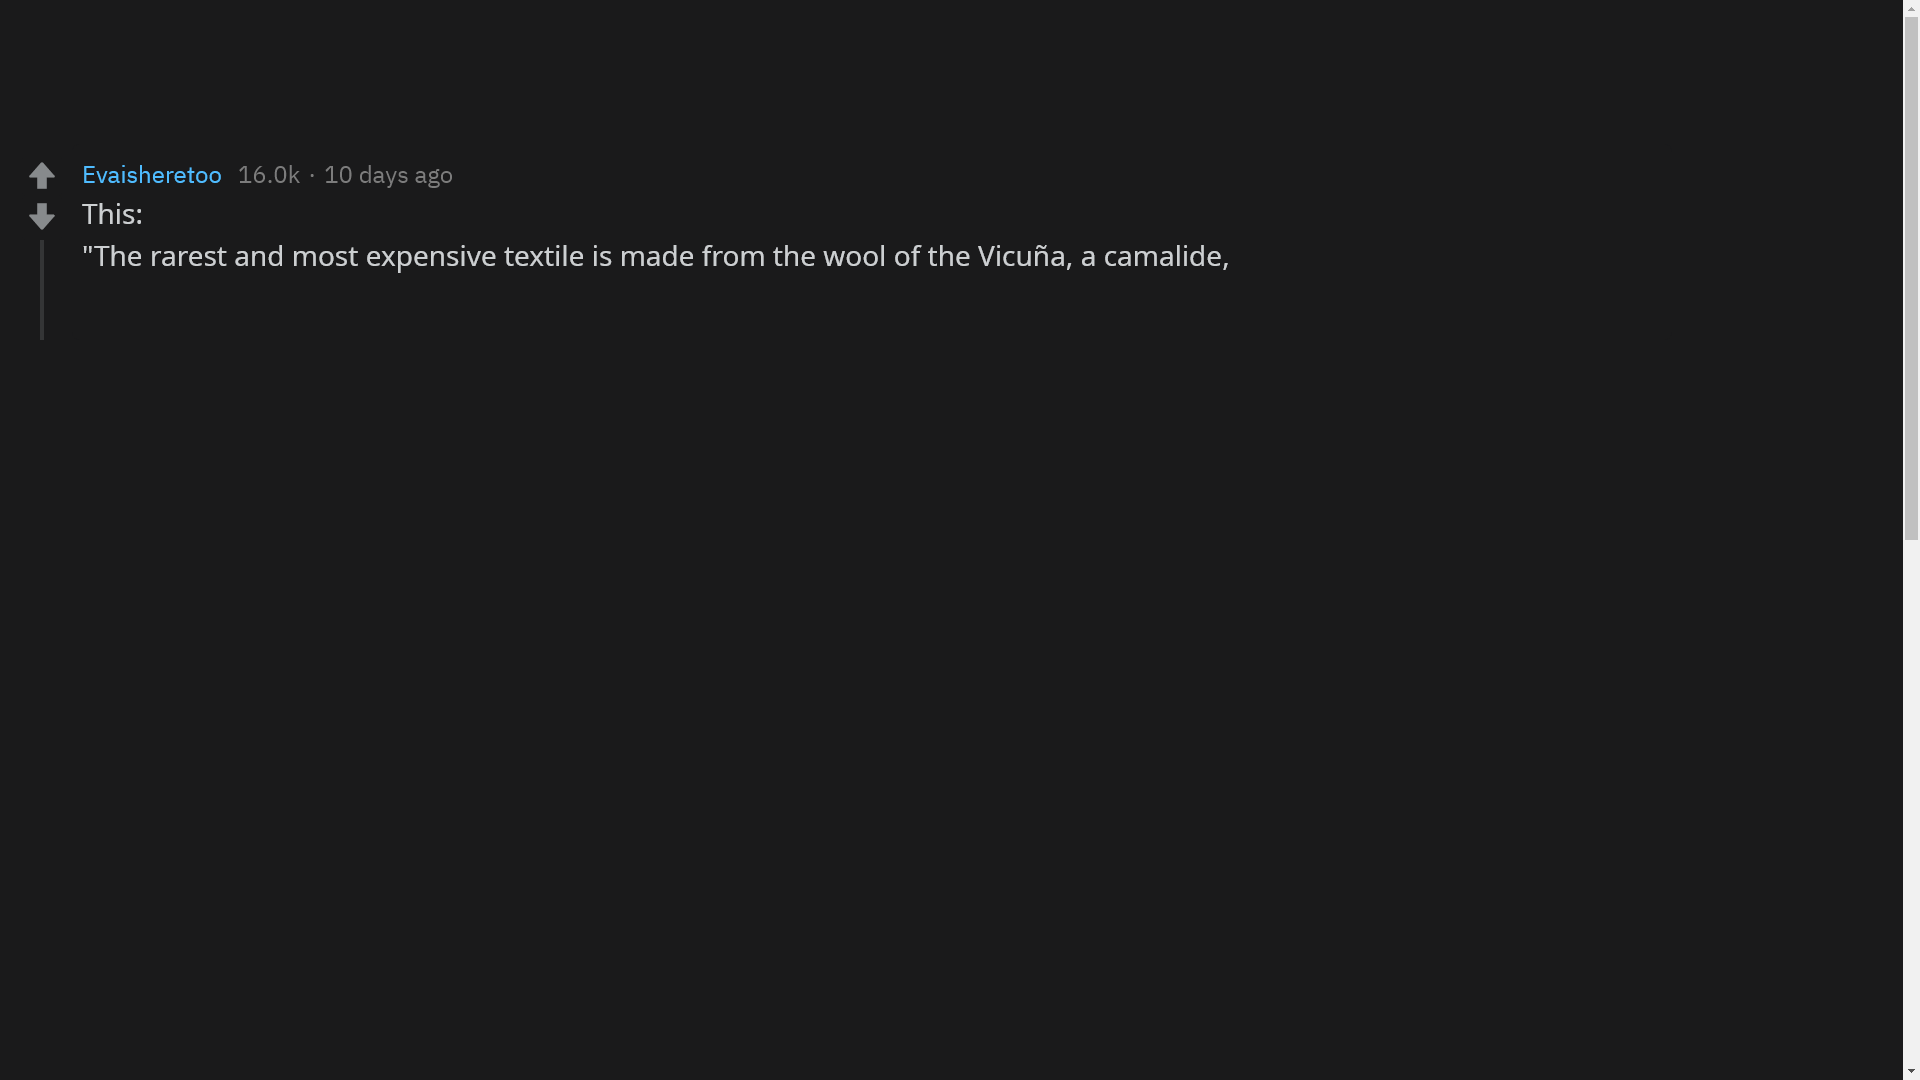 Evaisheretoo 16.0k · 10 days ago
This:
"The rarest and most expensive textile is made from the wool of the Vicuña, a camalide,